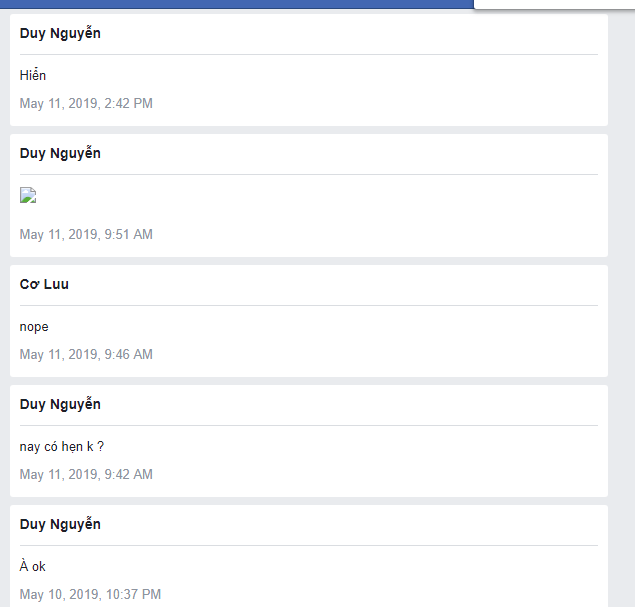 Duy Nguyễn
Hiển
May 11, 2019, 2:42 PM
Duy Nguyễn
May 11, 2019, 9:51 AM
Cơ Luu
nope
May 11, 2019, 9:46 AM
Duy Nguyễn
nay có hẹn k ?
May 11, 2019, 9:42 AM
Duy Nguyễn
À ok
May 10, 2019, 10:37 PM